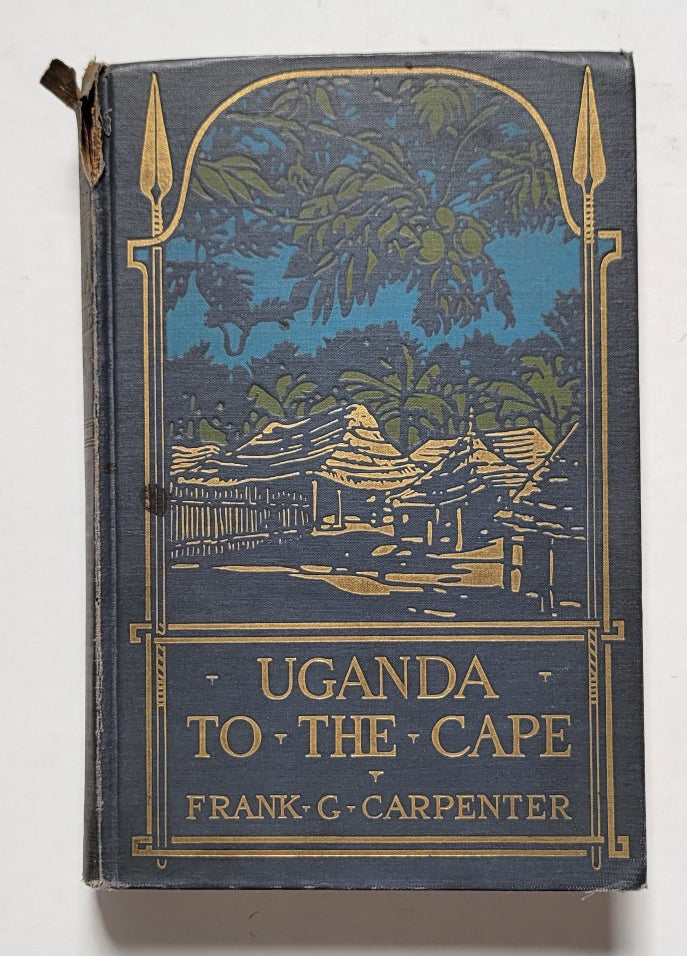 UGANDA
TO · THE · CAPE
FRANK · G · CARPENTER